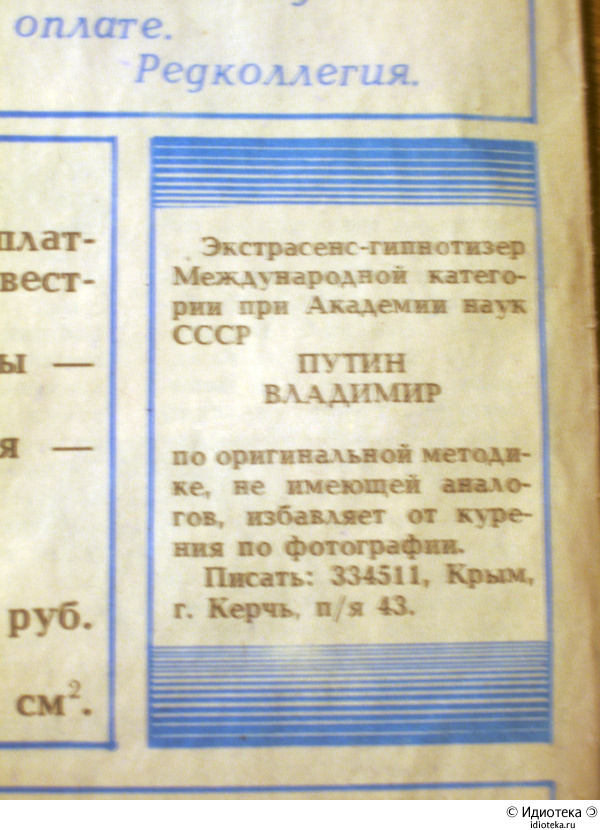 оплате.
Редколлегия.
плат-
вест-
ы —
я —
руб.
см².
Экстрасенс-гипнотизер
Международной катего-
рии при Академии наук
СССР
ПУТИН
ВЛАДИМИР
по оригинальной методи-
ке, не имеющей анало-
гов, избавляет от куре-
ния по фотографии.
Писать: 334511, Крым,
г. Керчь, п/я 43.
© Идиотека Э
idioteka.ru